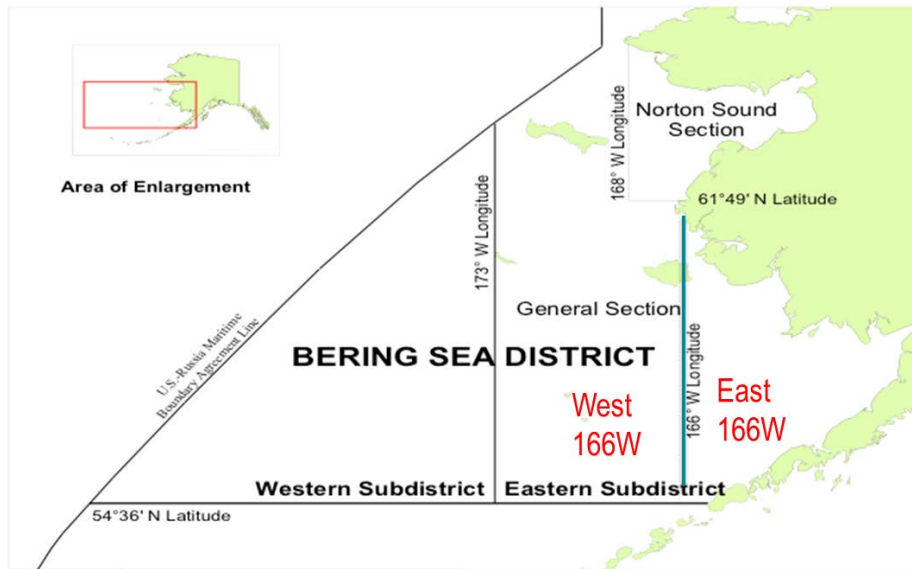 Norton Sound
Section
168° W Longitude
Area of Enlargement
61°49' N Latitude
173° W Longitude
General Section
U.S.-Russia Maritime
Boundary Agreement Line
BERING SEA DISTRICT
166° W Longitude
West
166W
East
166W
Western Subdistrict
Eastern Subdistrict
54°36' N Latitude